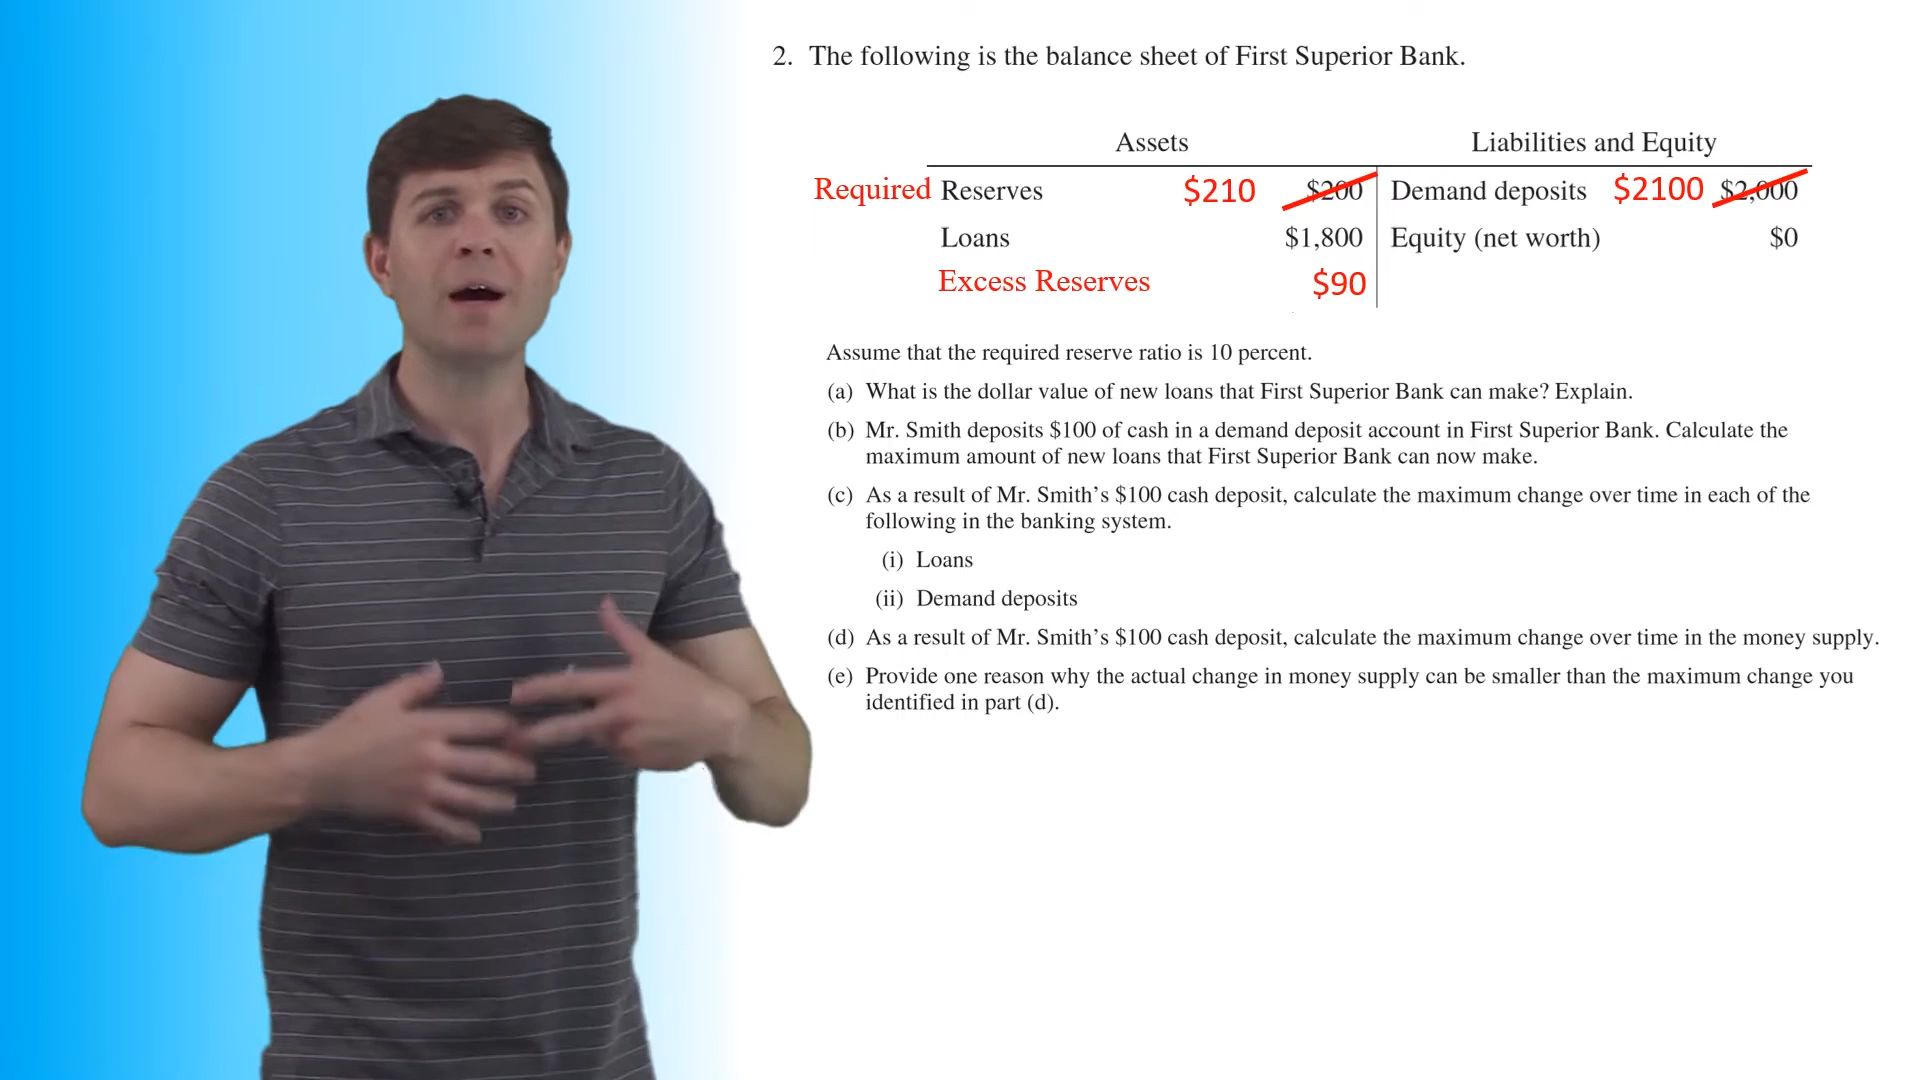 2. The following is the balance sheet of First Superior Bank.
Assets Liabilities and Equity
Required Reserves $210 $200 Demand deposits $2100 $2,000
Loans $1,800 Equity (net worth) $0
Excess Reserves $90
Assume that the required reserve ratio is 10 percent.
(a) What is the dollar value of new loans that First Superior Bank can make? Explain.
(b) Mr. Smith deposits $100 of cash in a demand deposit account in First Superior Bank. Calculate the
maximum amount of new loans that First Superior Bank can now make.
(c) As a result of Mr. Smith’s $100 cash deposit, calculate the maximum change over time in each of the
following in the banking system.
(i) Loans
(ii) Demand deposits
(d) As a result of Mr. Smith’s $100 cash deposit, calculate the maximum change over time in the money supply.
(e) Provide one reason why the actual change in money supply can be smaller than the maximum change you
identified in part (d).